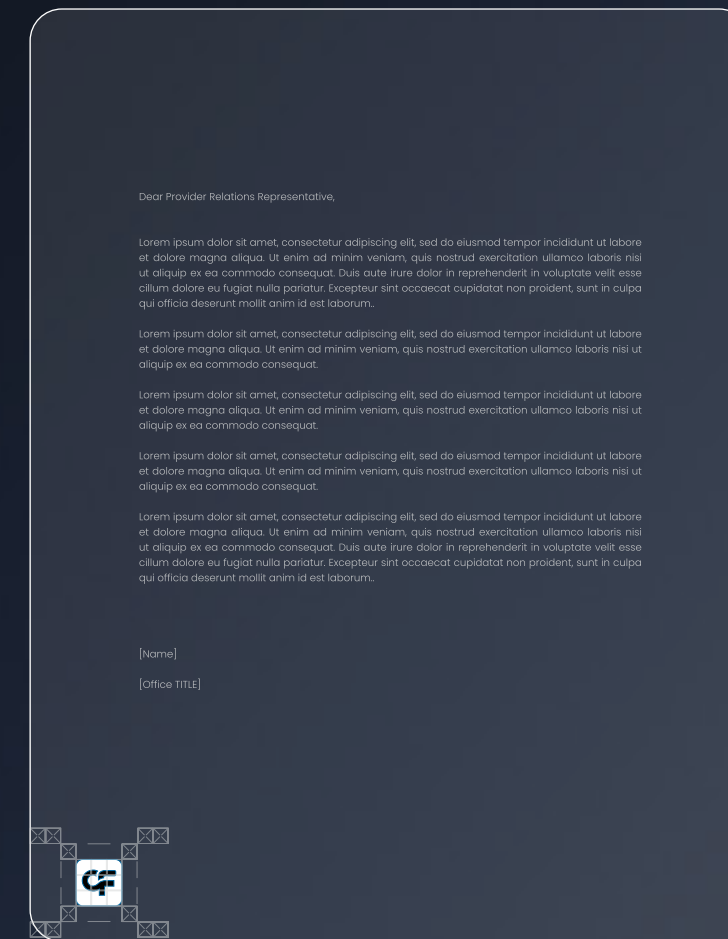 Dear Provider Relations Representative,
Lorem ipsum dolor sit amet, consectetur adipiscing elit, sed do eiusmod tempor incididunt ut labore
et dolore magna aliqua. Ut enim ad minim veniam, quis nostrud exercitation ullamco laboris nisi
ut aliquip ex ea commodo consequat. Duis aute irure dolor in reprehenderit in voluptate velit esse
cillum dolore eu fugiat nulla pariatur. Excepteur sint occaecat cupidatat non proident, sunt in culpa
qui officia deserunt mollit anim id est laborum..
Lorem ipsum dolor sit amet, consectetur adipiscing elit, sed do eiusmod tempor incididunt ut labore
et dolore magna aliqua. Ut enim ad minim veniam, quis nostrud exercitation ullamco laboris nisi ut
aliquip ex ea commodo consequat.
Lorem ipsum dolor sit amet, consectetur adipiscing elit, sed do eiusmod tempor incididunt ut labore
et dolore magna aliqua. Ut enim ad minim veniam, quis nostrud exercitation ullamco laboris nisi ut
aliquip ex ea commodo consequat.
Lorem ipsum dolor sit amet, consectetur adipiscing elit, sed do eiusmod tempor incididunt ut labore
et dolore magna aliqua. Ut enim ad minim veniam, quis nostrud exercitation ullamco laboris nisi ut
aliquip ex ea commodo consequat.
Lorem ipsum dolor sit amet, consectetur adipiscing elit, sed do eiusmod tempor incididunt ut labore
et dolore magna aliqua. Ut enim ad minim veniam, quis nostrud exercitation ullamco laboris nisi
ut aliquip ex ea commodo consequat. Duis aute irure dolor in reprehenderit in voluptate velit esse
cillum dolore eu fugiat nulla pariatur. Excepteur sint occaecat cupidatat non proident, sunt in culpa
qui officia deserunt mollit anim id est laborum..
[Name]
[Office TITLE]
CF